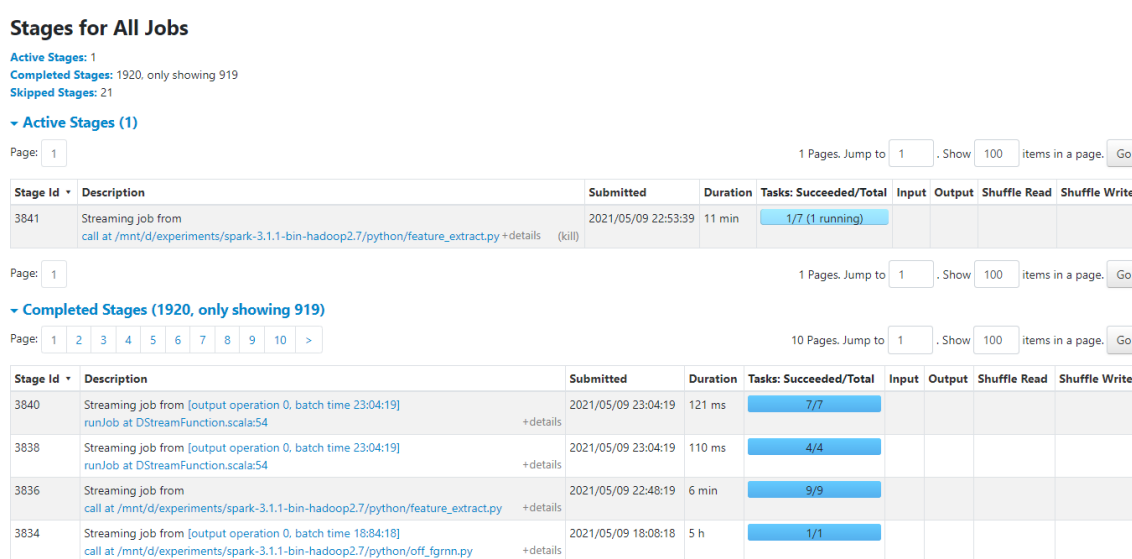 Stages for All Jobs
Active Stages: 1
Completed Stages: 1920, only showing 919
Skipped Stages: 21
Active Stages (1)
Page: 1 1 Pages. Jump to 1 . Show 100 items in a page. Go
Stage Id Description Submitted Duration Tasks: Succeeded/Total Input Output Shuffle Read Shuffle Write
3841 Streaming job from 2021/05/09 22:53:39 11 min 1/7 (1 running)
call at /mnt/d/experiments/spark-3.1.1-bin-hadoop2.7/python/feature_extract.py +details (kill)
Page: 1 1 Pages. Jump to 1 . Show 100 items in a page. Go
Completed Stages (1920, only showing 919)
Page: 1 2 3 4 5 6 7 8 9 10 > 10 Pages. Jump to 1 . Show 100 items in a page. Go
Stage Id Description Submitted Duration Tasks: Succeeded/Total Input Output Shuffle Read Shuffle Write
3840 Streaming job from [output operation 0, batch time 23:04:19] 2021/05/09 23:04:19 121 ms 7/7
runJob at DStreamFunction.scala:54 +details
3838 Streaming job from [output operation 0, batch time 23:04:19] 2021/05/09 23:04:19 110 ms 4/4
runJob at DStreamFunction.scala:54 +details
3836 Streaming job from 2021/05/09 22:48:19 6 min 9/9
call at /mnt/d/experiments/spark-3.1.1-bin-hadoop2.7/python/feature_extract.py +details
3834 Streaming job from [output operation 0, batch time 18:84:18] 2021/05/09 18:08:18 5 h 1/1
call at /mnt/d/experiments/spark-3.1.1-bin-hadoop2.7/python/off_fgrnn.py +details